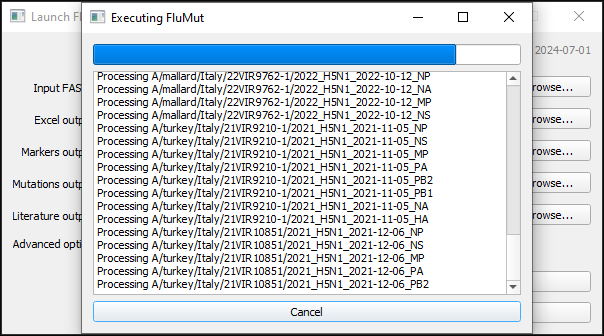 Launch Fl
Executing FluMut
2024-07-01
Processing A/mallard/Italy/22VIR9762-1/2022_H5N1_2022-10-12_NP
Processing A/mallard/Italy/22VIR9762-1/2022_H5N1_2022-10-12_NA
Input FAS
rowse...
Processing A/mallard/Italy/22VIR9762-1/2022_H5N1_2022-10-12_MP
Processing A/mallard/Italy/22VIR9762-1/2022_H5N1_2022-10-12_NS
Excel outp
rowse...
Processing A/turkey/Italy/21VIR9210-1/2021_H5N1_2021-11-05_NP
Processing A/turkey/Italy/21VIR9210-1/2021_H5N1_2021-11-05_NS
Markers outp
rowse...
Processing A/turkey/Italy/21VIR9210-1/2021_H5N1_2021-11-05_MP
Processing A/turkey/Italy/21VIR9210-1/2021_H5N1_2021-11-05_PA
Processing A/turkey/Italy/21VIR9210-1/2021_H5N1_2021-11-05_PB2
Mutations outp
rowse...
Processing A/turkey/Italy/21VIR9210-1/2021_H5N1_2021-11-05_PB1
Processing A/turkey/Italy/21VIR9210-1/2021_H5N1_2021-11-05_NA
Literature outp
rowse...
Processing A/turkey/Italy/21VIR9210-1/2021_H5N1_2021-11-05_HA
Processing A/turkey/Italy/21VIR10851/2021_H5N1_2021-12-06_NP
Advanced opti
Processing A/turkey/Italy/21VIR10851/2021_H5N1_2021-12-06_NS
Processing A/turkey/Italy/21VIR10851/2021_H5N1_2021-12-06_MP
Processing A/turkey/Italy/21VIR10851/2021_H5N1_2021-12-06_PA
Processing A/turkey/Italy/21VIR10851/2021_H5N1_2021-12-06_PB2
Cancel